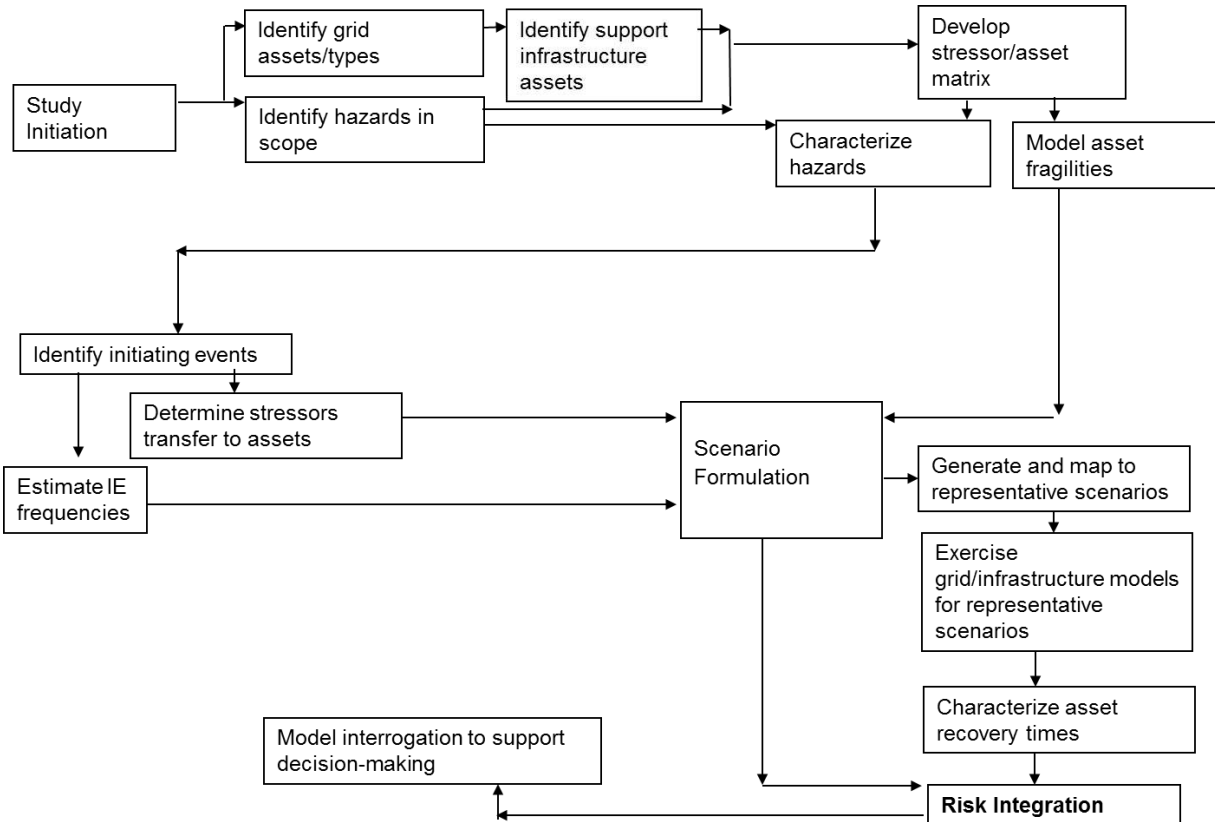 Identify grid
assets/types
Identify support
infrastructure
assets
Develop
stressor/asset
matrix
Study
Initiation
Identify hazards in
scope
Characterize
hazards
Model asset
fragilities
Identify initiating events
Determine stressors
transfer to assets
Estimate IE
frequencies
Scenario
Formulation
Generate and map to
representative scenarios
Exercise
grid/infrastructure models
for representative
scenarios
Characterize asset
recovery times
Model interrogation to support
decision-making
Risk Integration